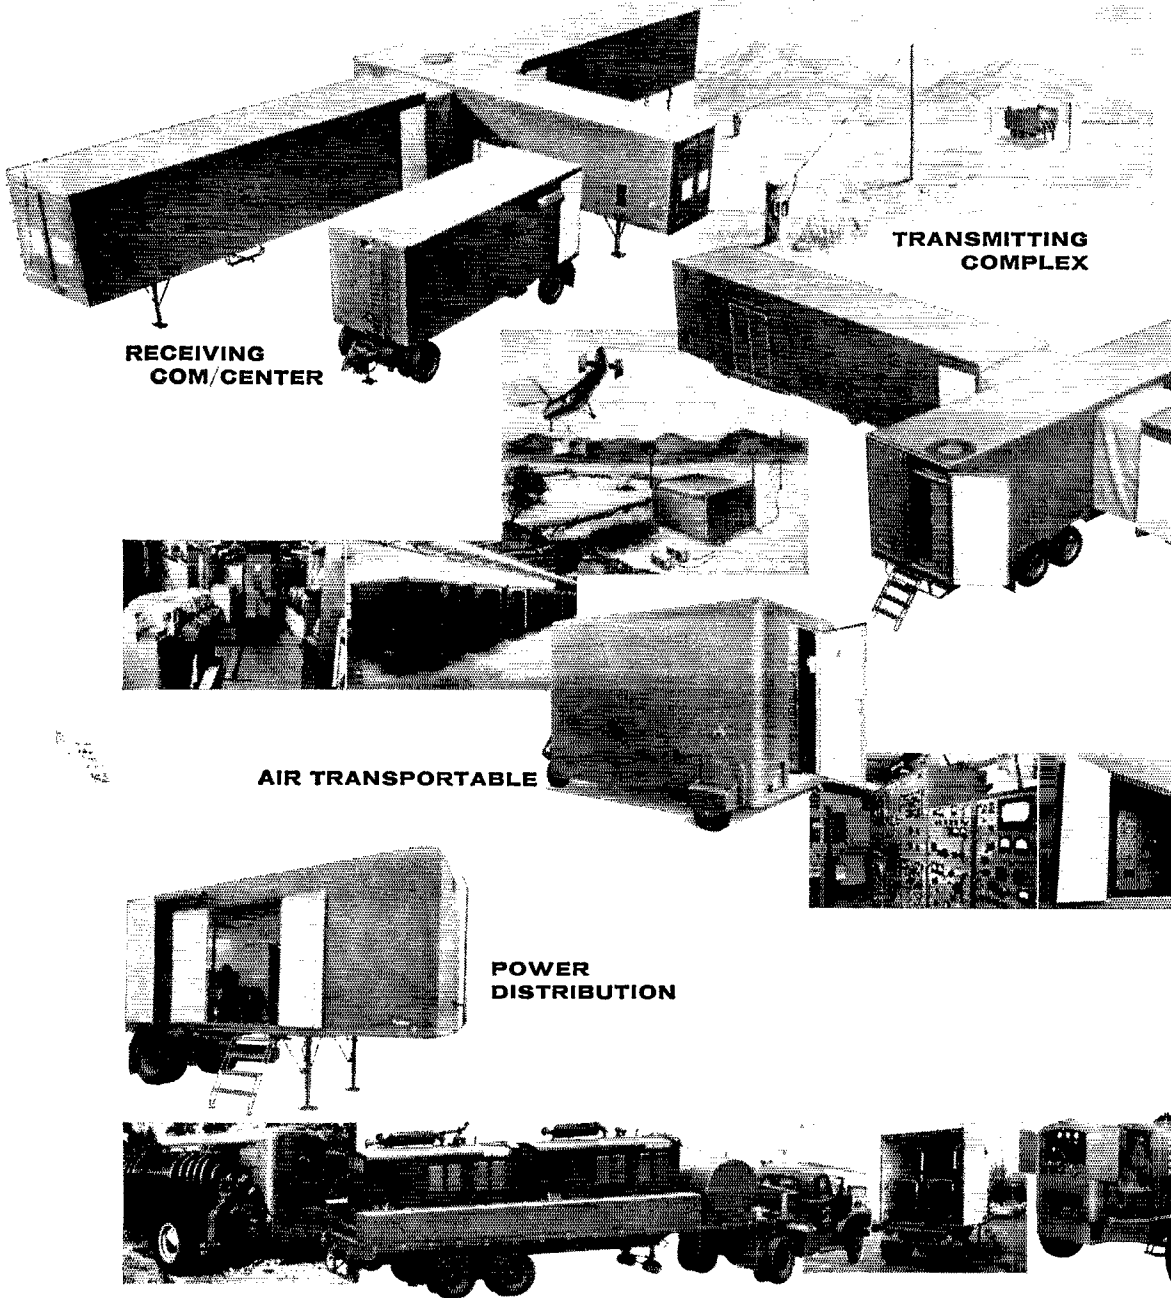 TRANSMITTING
COMPLEX
RECEIVING
COM/CENTER
AIR TRANSPORTABLE
POWER
DISTRIBUTION